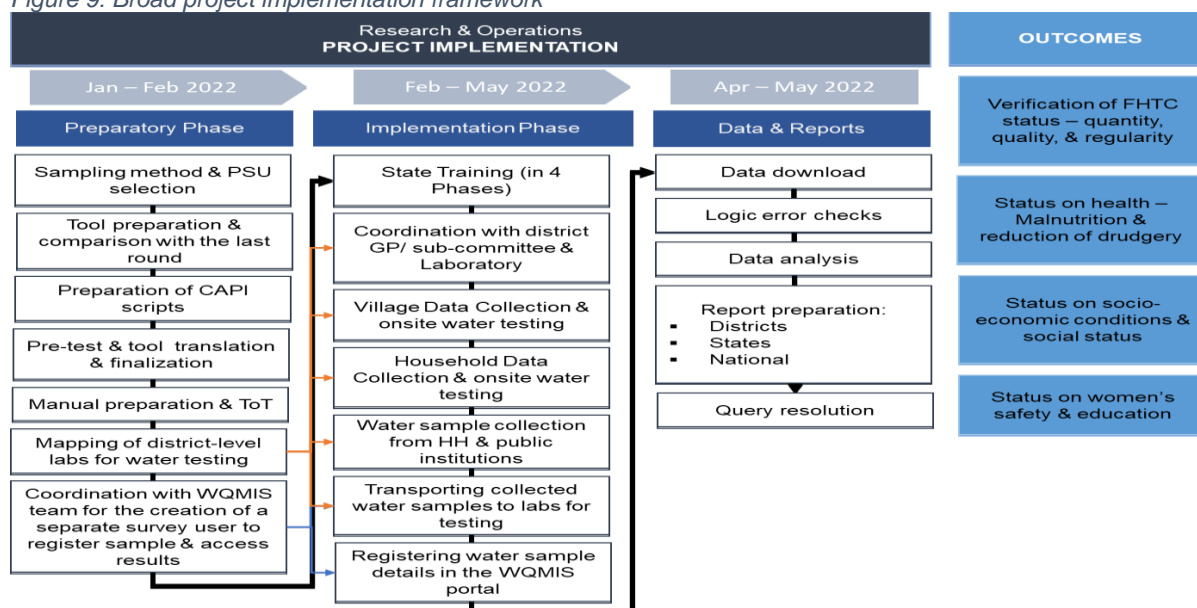 Figure 9: Broad project implementation framework
Research & Operations
PROJECT IMPLEMENTATION
Jan – Feb 2022
Preparatory Phase
Sampling method & PSU
selection
Tool preparation &
comparison with the last
round
Preparation of CAPI
scripts
Pre-test & tool translation
& finalization
Manual preparation & ToT
Mapping of district-level
labs for water testing
Coordination with WQMIS
team for the creation of a
separate survey user to
register sample & access
results
Feb – May 2022
Implementation Phase
State Training (in 4
Phases)
Coordination with district
GP/ sub-committee &
Laboratory
Village Data Collection &
onsite water testing
Household Data
Collection & onsite water
testing
Water sample collection
from HH & public
institutions
Transporting collected
water samples to labs for
testing
Registering water sample
details in the WQMIS
portal
Apr – May 2022
Data & Reports
Data download
Logic error checks
Data analysis
Report preparation:
▪ Districts
▪ States
▪ National
Query resolution
OUTCOMES
Verification of FHTC
status – quantity,
quality, & regularity
Status on health –
Malnutrition &
reduction of drudgery
Status on socio-
economic conditions &
social status
Status on women's
safety & education